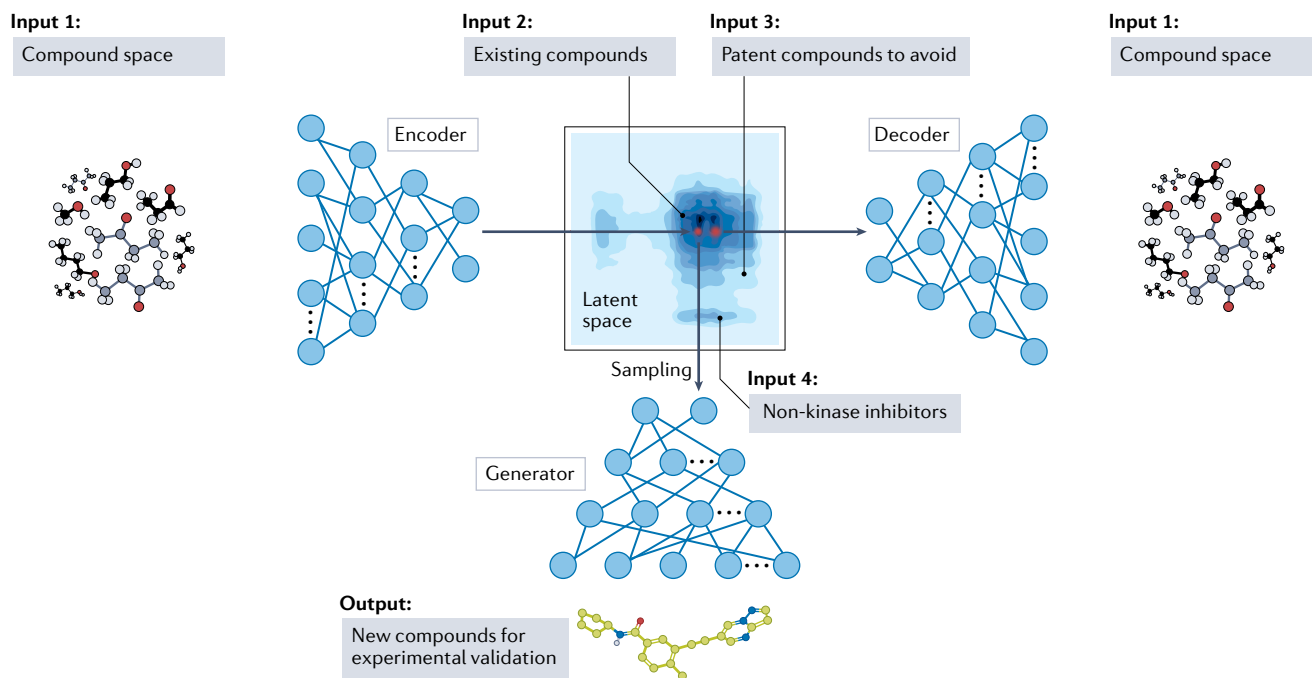 Input 1:
Compound space
Input 2:
Existing compounds
Input 3:
Patent compounds to avoid
Input 1:
Compound space
Encoder
Decoder
Latent
space
Sampling
Input 4:
Non-kinase inhibitors
Generator
Output:
New compounds for
experimental validation